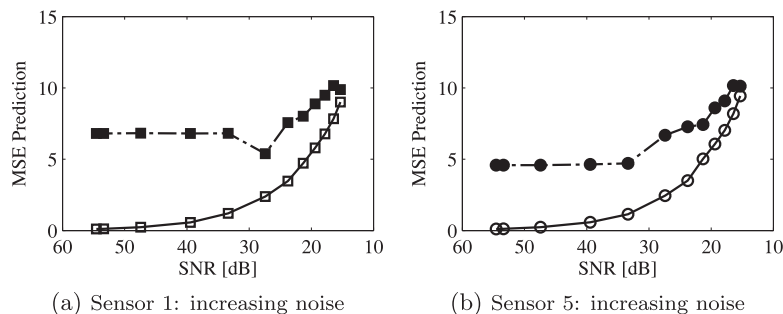 15
10
5
0
MSE Prediction
60 50 40 30 20 10
SNR [dB]
(a) Sensor 1: increasing noise
15
10
5
0
MSE Prediction
60 50 40 30 20 10
SNR [dB]
(b) Sensor 5: increasing noise